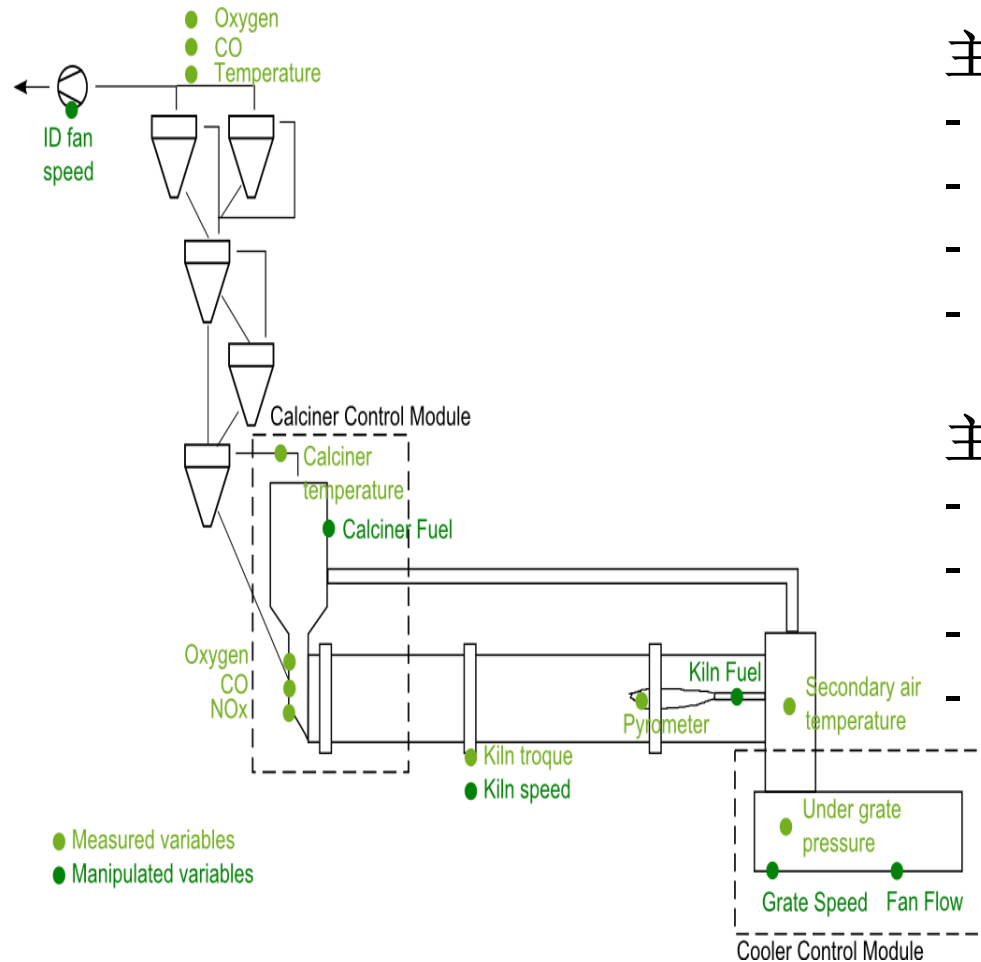 Oxygen
CO
Temperature
ID fan
speed
主
-
-
-
-
Calciner Control Module
Calciner
temperature
Calciner Fuel
主
-
-
-
-
Oxygen
CO
NOx
Kiln Fuel
Pyrometer
Secondary air
temperature
Kiln troque
Kiln speed
Under grate
pressure
Measured variables
Manipulated variables
Grate Speed
Fan Flow
Cooler Control Module